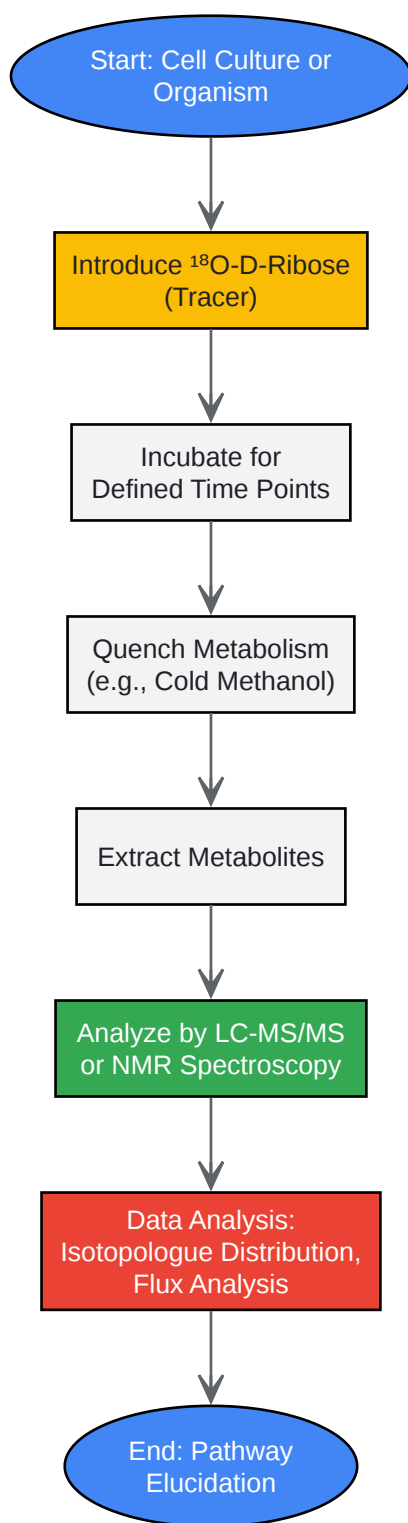 Start: Cell Culture or
Organism
Introduce ¹⁸O-D-Ribose
(Tracer)
Incubate for
Defined Time Points
Quench Metabolism
(e.g., Cold Methanol)
Extract Metabolites
Analyze by LC-MS/MS
or NMR Spectroscopy
Data Analysis:
Isotopologue Distribution,
Flux Analysis
End: Pathway
Elucidation